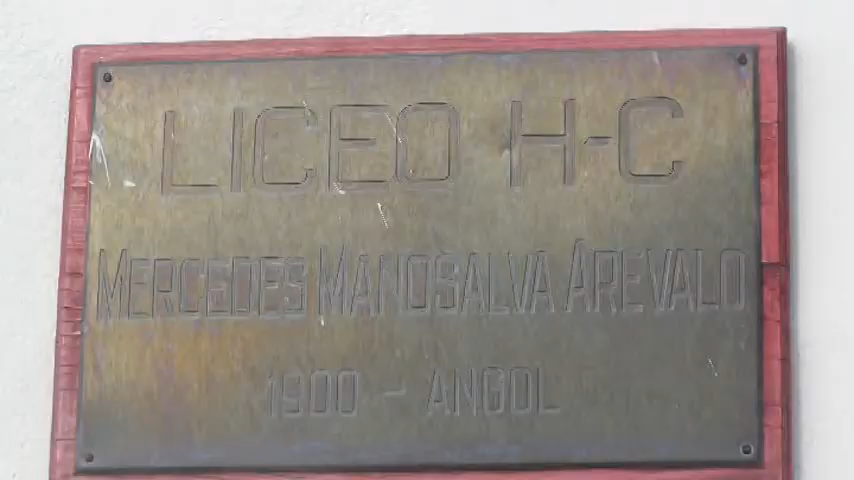 LICEO H-C
MERCEDES MANOSALVA AREVALO
1900 - ANGOL